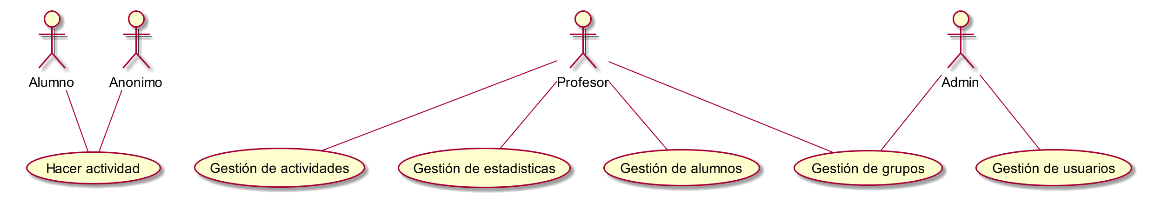 Alumno
Anonimo
Profesor
Admin
Hacer actividad
Gestión de actividades
Gestión de estadisticas
Gestión de alumnos
Gestión de grupos
Gestión de usuarios